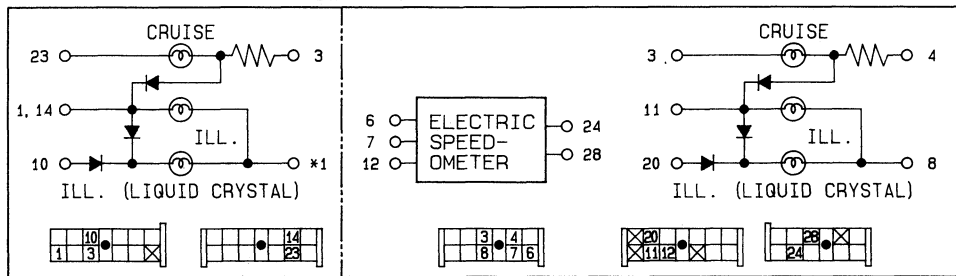 CRUISE
23
3
1, 14
ILL.
10
*1
ILL. (LIQUID CRYSTAL)
10
1 3
14
23
CRUISE
3
4
6
7
12
ELECTRIC
SPEED-
OMETER
24
28
11
ILL.
20
8
ILL. (LIQUID CRYSTAL)
3 4
8 7 6
20
11 12
28
24